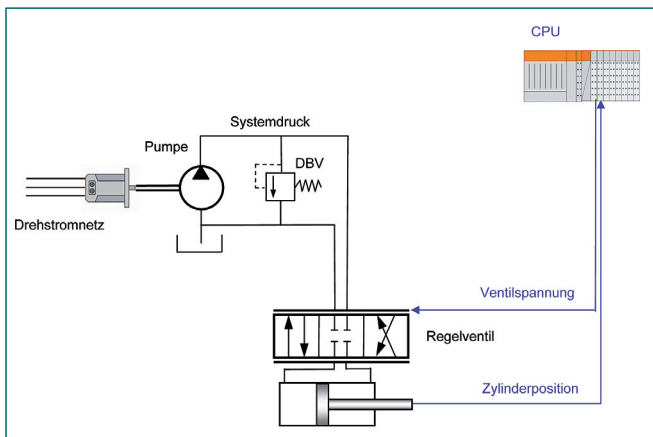 CPU
Systemdruck
Pumpe
DBV
Drehstromnetz
Ventilspannung
Regelventil
Zylinderposition